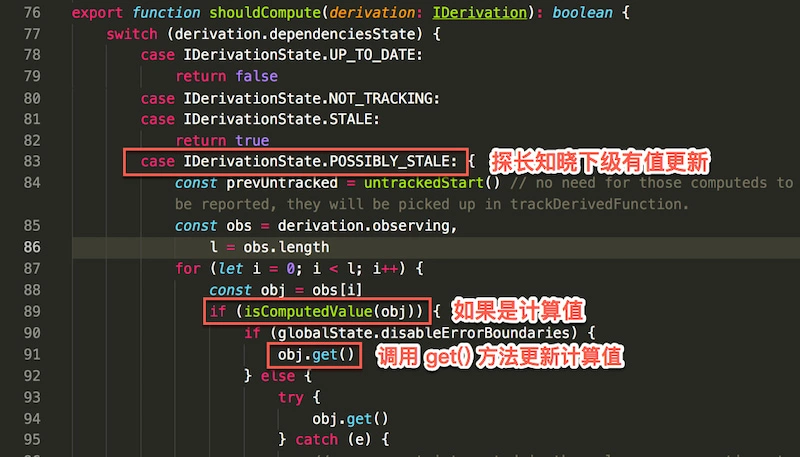 76 export function shouldCompute(derivation: IDerivation): boolean {
77 switch (derivation.dependenciesState) {
78 case IDerivationState.UP_TO_DATE:
79 return false
80 case IDerivationState.NOT_TRACKING:
81 case IDerivationState.STALE:
82 return true
83 case IDerivationState.POSSIBLY_STALE: { 探长知晓下级有值更新
84 const prevUntracked = untrackedStart() // no need for those computeds to
be reported, they will be picked up in trackDerivedFunction.
85 const obs = derivation.observing,
86 l = obs.length
87 for (let i = 0; i < l; i++) {
88 const obj = obs[i]
89 if (isComputedValue(obj)) { 如果是计算值
90 if (globalState.disableErrorBoundaries) {
91 obj.get() 调用 get() 方法更新计算值
92 } else {
93 try {
94 obj.get()
95 } catch (e) {